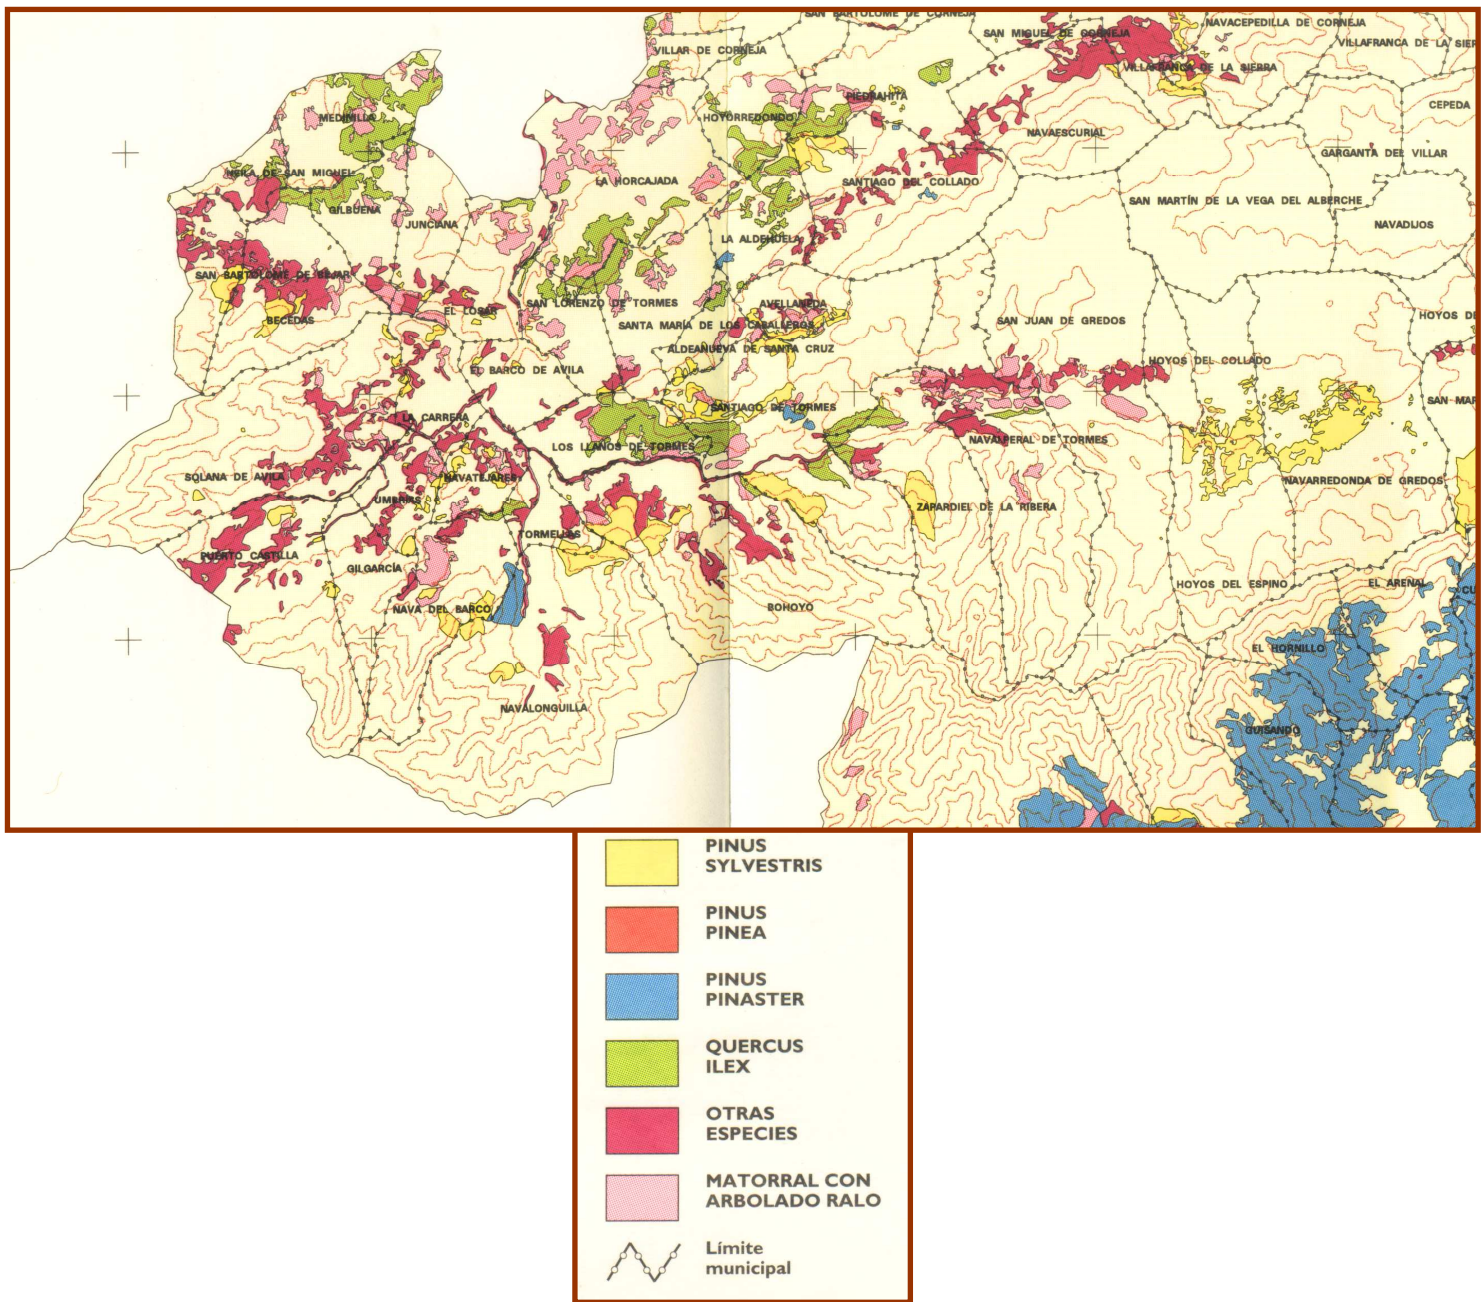 SAN BARTOLOME DE CORNEJA
NAVACEPEDILLA DE CORNEJA
SAN MIGUEL DE CORNEJA
VILLAR DE CORNEJA
VILLAFRANCA DE LA SIER
VILLAFRANCA DE LA SIERRA
PIEDRAHITA
CEPEDA
MEDINILLA
HOYORREDONDO
NAVAESCURIAL
GARGANTA DEL VILLAR
NEILA DE SAN MIGUEL
LA HORCAJADA
SANTIAGO DEL COLLADO
SAN MARTÍN DE LA VEGA DEL ALBERCHE
GILBUENA
JUNCIANA
NAVADIJOS
LA ALDEHUELA
SAN BARTOLOME DE BEJAR
SAN LORENZO DE TORMES
AVELLANEDA
EL LOSAR
BECEDAS
SANTA MARÍA DE LOS CABALLEROS
SAN JUAN DE GREDOS
HOYOS DE
ALDEANUEVA DE SANTA CRUZ
HOYOS DEL COLLADO
EL BARCO DE AVILA
SAN MAR
SANTIAGO DE TORMES
LA CARRERA
LOS LLANOS DE TORMES
NAVALPERAL DE TORMES
SOLANA DE AVILA
NAVATEJARES
NAVARREDONDA DE GREDOS
UMBRIAS
ZAPARDIEL DE LA RIBERA
TORMELLAS
PUERTO CASTILLA
GILGARCÍA
HOYOS DEL ESPINO
EL ARENAL
CU
NAVA DEL BARCO
BOHOYO
EL HORNILLO
NAVALONGUILLA
GUISANDO
PINUS
SYLVESTRIS
PINUS
PINEA
PINUS
PINASTER
QUERCUS
ILEX
OTRAS
ESPECIES
MATORRAL CON
ARBOLADO RALO
Límite
municipal